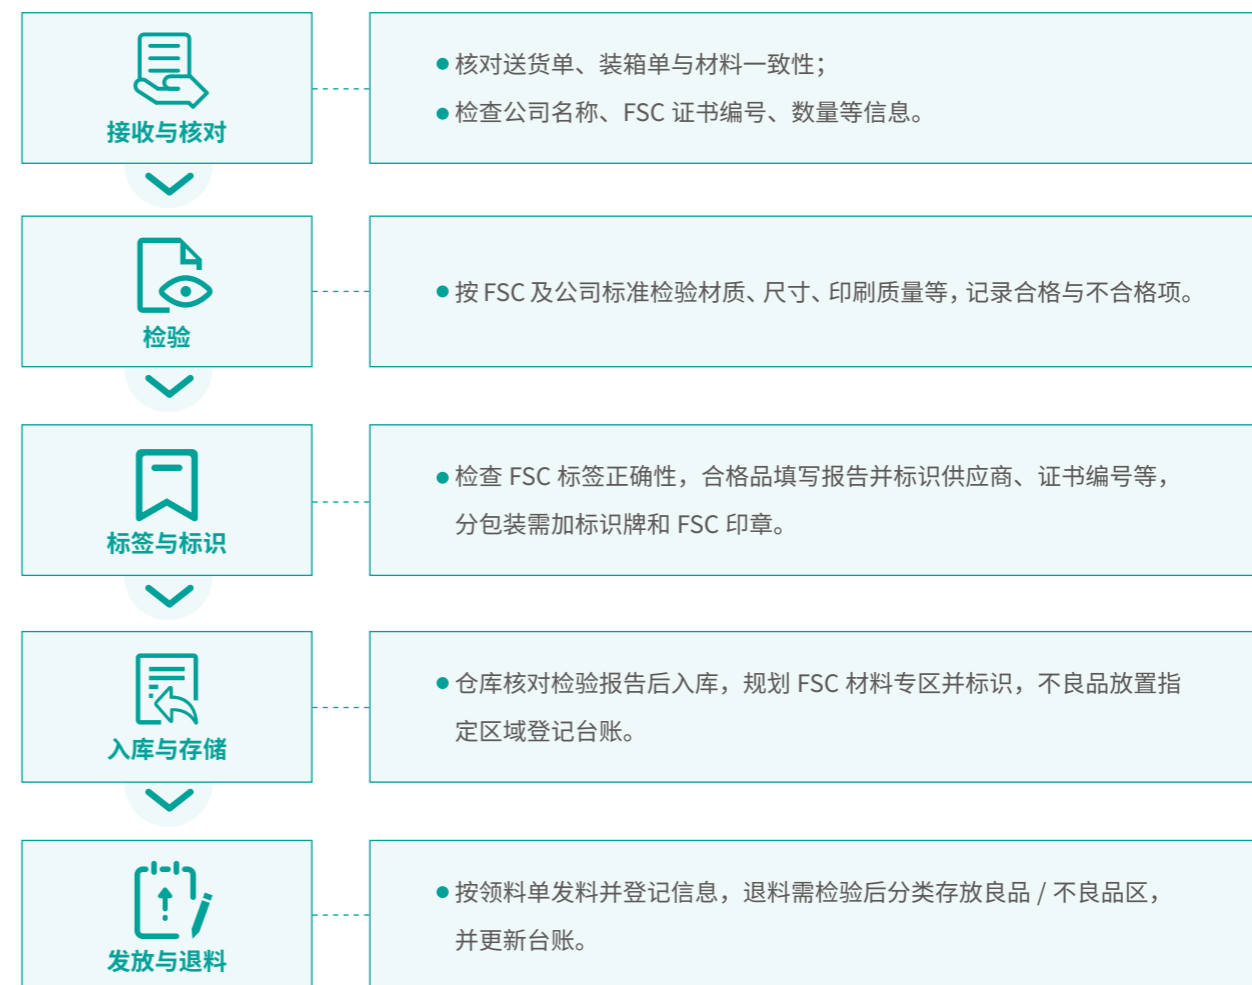 接收与核对
核对送货单、装箱单与材料一致性；
检查公司名称、FSC 证书编号、数量等信息。
检验
按 FSC 及公司标准检验材质、尺寸、印刷质量等，记录合格与不合格项。
标签与标识
检查 FSC 标签正确性，合格品填写报告并标识供应商、证书编号等，
分包装需加标识牌和 FSC 印章。
入库与存储
仓库核对检验报告后入库，规划 FSC 材料专区并标识，不良品放置指
定区域登记台账。
发放与退料
按领料单发料并登记信息，退料需检验后分类存放良品 / 不良品区，
并更新台账。